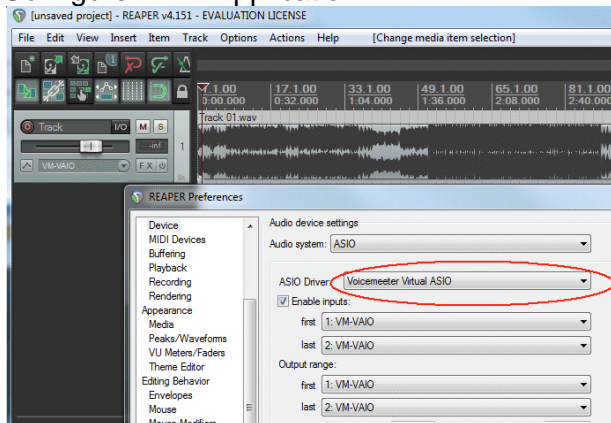 [unsaved project] - REAPER v4.151 - EVALUATION LICENSE
File Edit View Insert Item Track Options Actions Help [Change media item selection]
1.1.00 17.1.00 33.1.00 49.1.00 65.1.00 81.1.00
0:00.000 0:32.000 1:04.000 1:36.000 2:08.000 2:40.000
Track 01.wav
Track I/O M S
-inf 1
VM-VAIO FX
REAPER Preferences
Device
MIDI Devices
Buffering
Playback
Recording
Rendering
Appearance
Media
Peaks/Waveforms
VU Meters/Faders
Theme Editor
Editing Behavior
Envelopes
Mouse
Mouse Modifiers
Audio device settings
Audio system: ASIO
ASIO Driver: Voicemeeter Virtual ASIO
Enable inputs:
first 1: VM-VAIO
last 2: VM-VAIO
Output range:
first 1: VM-VAIO
last 2: VM-VAIO